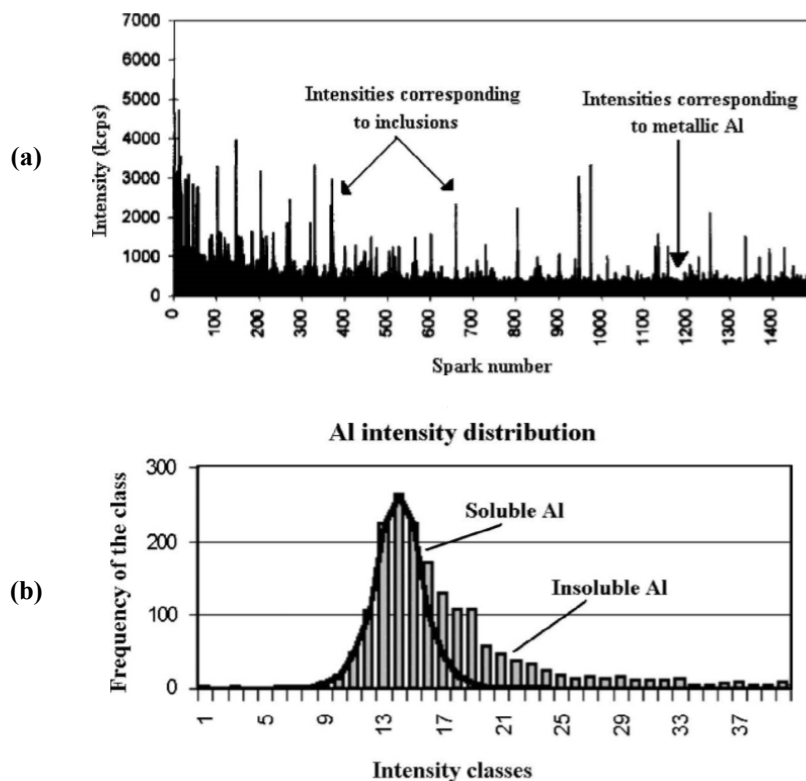 (a)
Intensity (kcps)
7000
6000
5000
4000
3000
2000
1000
0
Intensities corresponding
to inclusions
Intensities corresponding
to metallic Al
0
100
200
300
400
500
600
700
800
900
1000
1100
1200
1300
1400
Spark number
Al intensity distribution
(b)
Frequency of the class
300
200
100
0
Soluble Al
Insoluble Al
1
5
9
13
17
21
25
29
33
37
Intensity classes